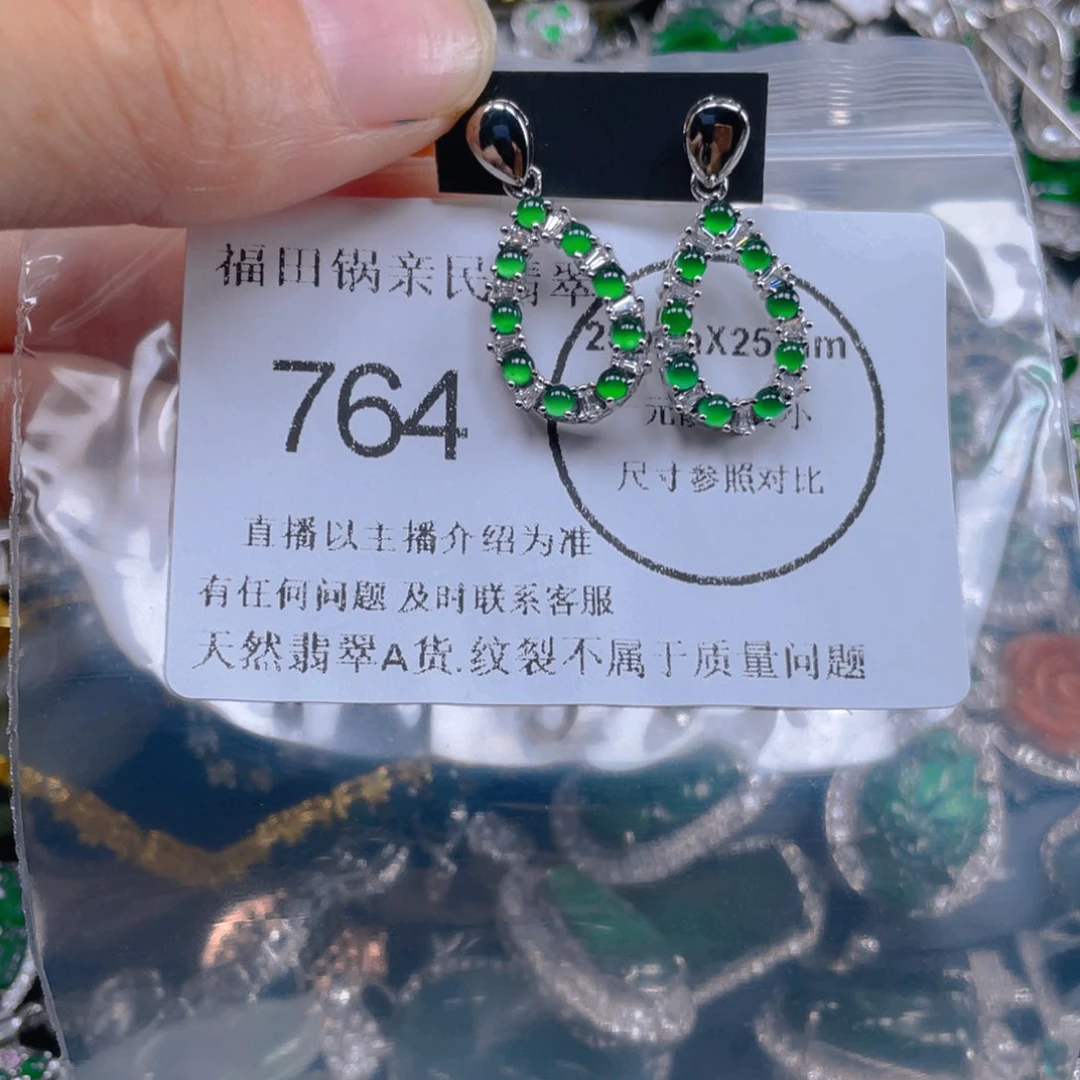 福田锅亲民翡翠
764
尺寸参照对比
直播以主播介绍为准
有任何问题 及时联系客服
天然翡翠A货.纹裂不属于质量问题